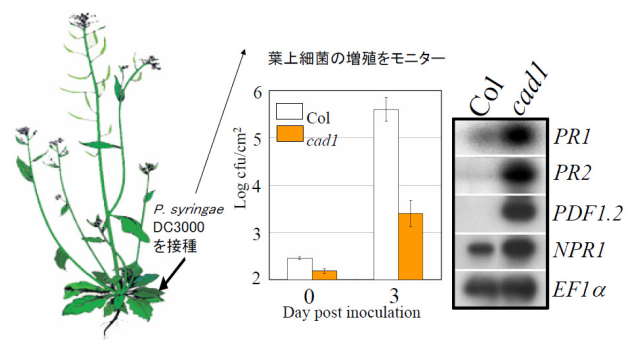 葉上細菌の増殖をモニター
P. syringae
DC3000
を接種
Log cfu/cm²
6
5
4
3
2
Col
cad1
0
3
Day post inoculation
Col
cad1
PR1
PR2
PDF1.2
NPR1
EF1α